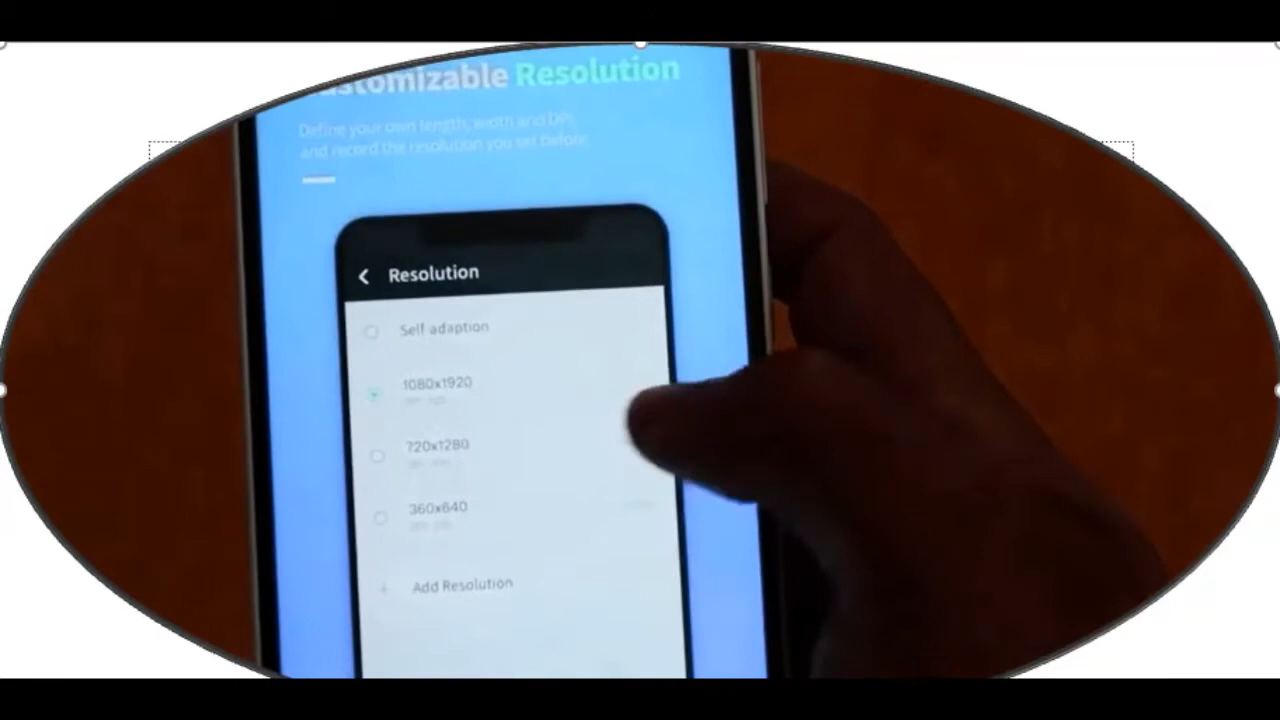 Customizable Resolution
Define your own length, width and DPI,
and record the resolution you set before.
Resolution
Self adaption
1080x1920
720x1280
360x640
Add Resolution